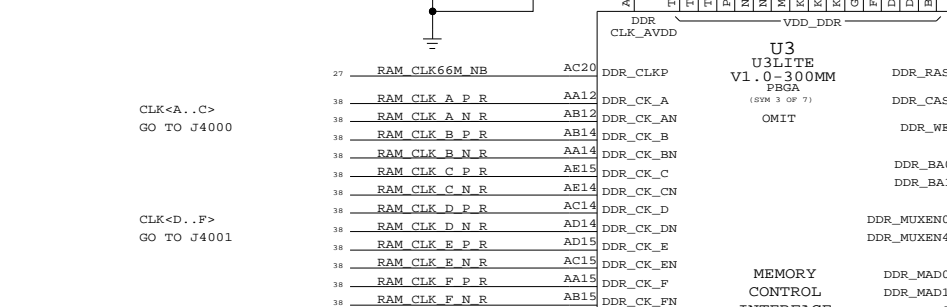 A T T T P N N M K K K G F D D B
DDR
CLK_AVDD
VDD_DDR
U3
U3LITE
V1.0-300MM
PBGA
(SYM 3 OF 7)
OMIT
27 RAM_CLK66M_NB AC20 DDR_CLKP DDR_RAS
38 RAM_CLK_A_P_R AA12 DDR_CK_A DDR_CAS
CLK<A..C>
38 RAM_CLK_A_N_R AB12 DDR_CK_AN
GO TO J4000
38 RAM_CLK_B_P_R AB14 DDR_CK_B DDR_WE
38 RAM_CLK_B_N_R AA14 DDR_CK_BN
38 RAM_CLK_C_P_R AE15 DDR_CK_C DDR_BA0
38 RAM_CLK_C_N_R AE14 DDR_CK_CN DDR_BA1
38 RAM_CLK_D_P_R AC14 DDR_CK_D
CLK<D..F>
38 RAM_CLK_D_N_R AD14 DDR_CK_DN DDR_MUXEN0
GO TO J4001
38 RAM_CLK_E_P_R AD15 DDR_CK_E DDR_MUXEN4
38 RAM_CLK_E_N_R AC15 DDR_CK_EN
38 RAM_CLK_F_P_R AA15 DDR_CK_F DDR_MAD0
38 RAM_CLK_F_N_R AB15 DDR_CK_FN DDR_MAD1
MEMORY
CONTROL
INTERFACE